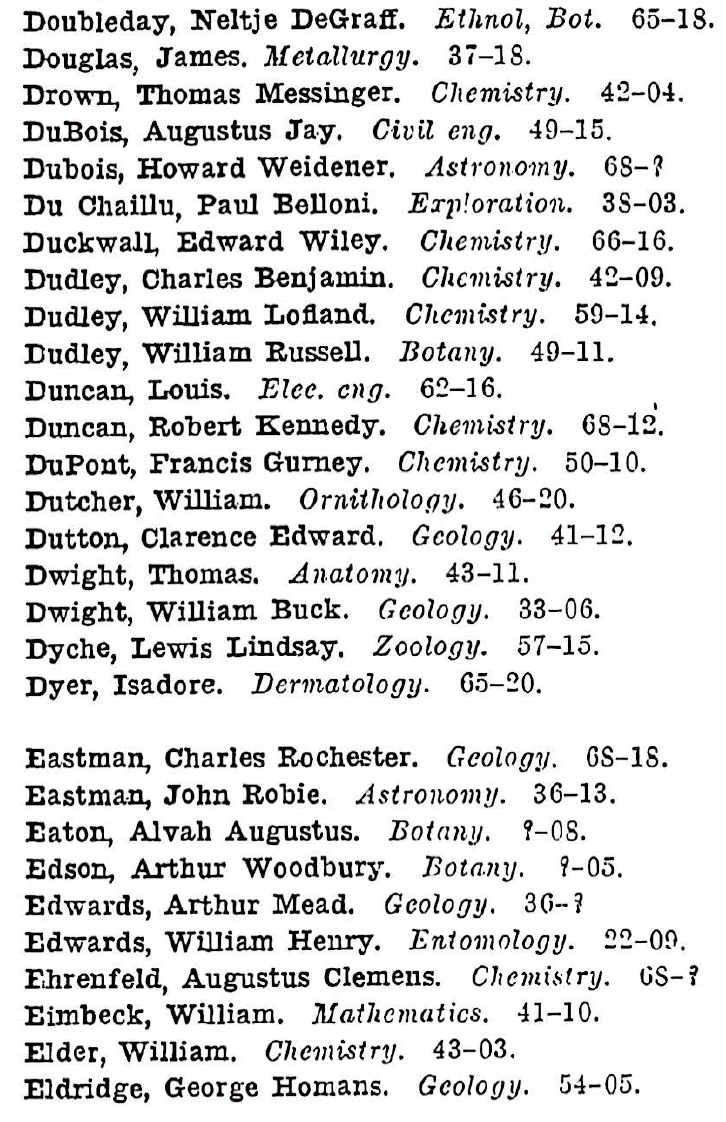 Doubleday, Neltje DeGraff. Ethnol, Bot. 65–18.
Douglas, James. Metallurgy. 37–18.
Drown, Thomas Messinger. Chemistry. 42–04.
DuBois, Augustus Jay. Civil eng. 49–15.
Dubois, Howard Weidener. Astronomy. 68–?
Du Chaillu, Paul Belloni. Exploration. 38–03.
Duckwall, Edward Wiley. Chemistry. 66–16.
Dudley, Charles Benjamin. Chemistry. 42–09.
Dudley, William Lofland. Chemistry. 59–14.
Dudley, William Russell. Botany. 49–11.
Duncan, Louis. Elec. eng. 62–16.
Duncan, Robert Kennedy. Chemistry. 68–12.
DuPont, Francis Gurney. Chemistry. 50–10.
Dutcher, William. Ornithology. 46–20.
Dutton, Clarence Edward. Geology. 41–12.
Dwight, Thomas. Anatomy. 43–11.
Dwight, William Buck. Geology. 33–06.
Dyche, Lewis Lindsay. Zoology. 57–15.
Dyer, Isadore. Dermatology. 65–20.
Eastman, Charles Rochester. Geology. 68–18.
Eastman, John Robie. Astronomy. 36–13.
Eaton, Alvah Augustus. Botany. ?–08.
Edson, Arthur Woodbury. Botany. ?–05.
Edwards, Arthur Mead. Geology. 36–?
Edwards, William Henry. Entomology. 22–09.
Ehrenfeld, Augustus Clemens. Chemistry. 68–?
Eimbeck, William. Mathematics. 41–10.
Elder, William. Chemistry. 43–03.
Eldridge, George Homans. Geology. 54–05.